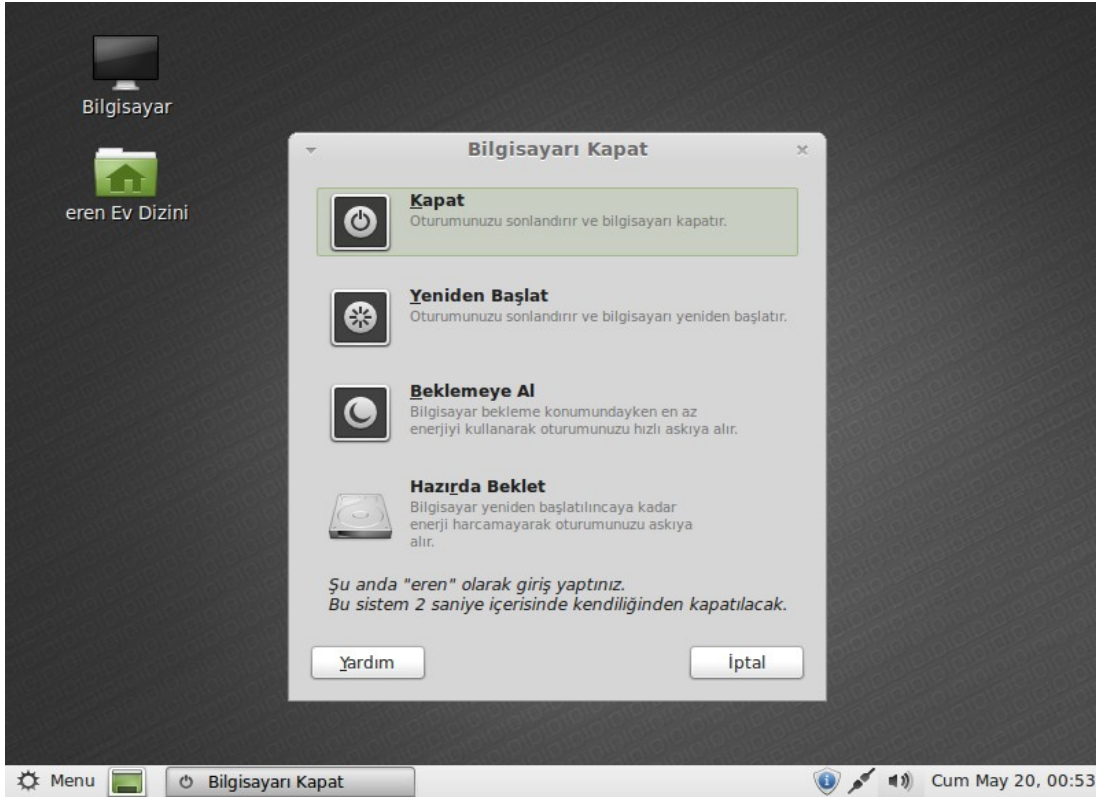 Bilgisayar
eren Ev Dizini
Bilgisayarı Kapat
Kapat
Oturumunuzu sonlandırır ve bilgisayarı kapatır.
Yeniden Başlat
Oturumunuzu sonlandırır ve bilgisayarı yeniden başlatır.
Beklemeye Al
Bilgisayar bekleme konumundayken en az
enerjiyi kullanarak oturumunuzu hızlı askıya alır.
Hazırda Beklet
Bilgisayar yeniden başlatılıncaya kadar
enerji harcamayarak oturumunuzu askıya
alır.
Şu anda "eren" olarak giriş yaptınız.
Bu sistem 2 saniye içerisinde kendiliğinden kapatılacak.
Yardım
İptal
Menu
Bilgisayarı Kapat
Cum May 20, 00:53